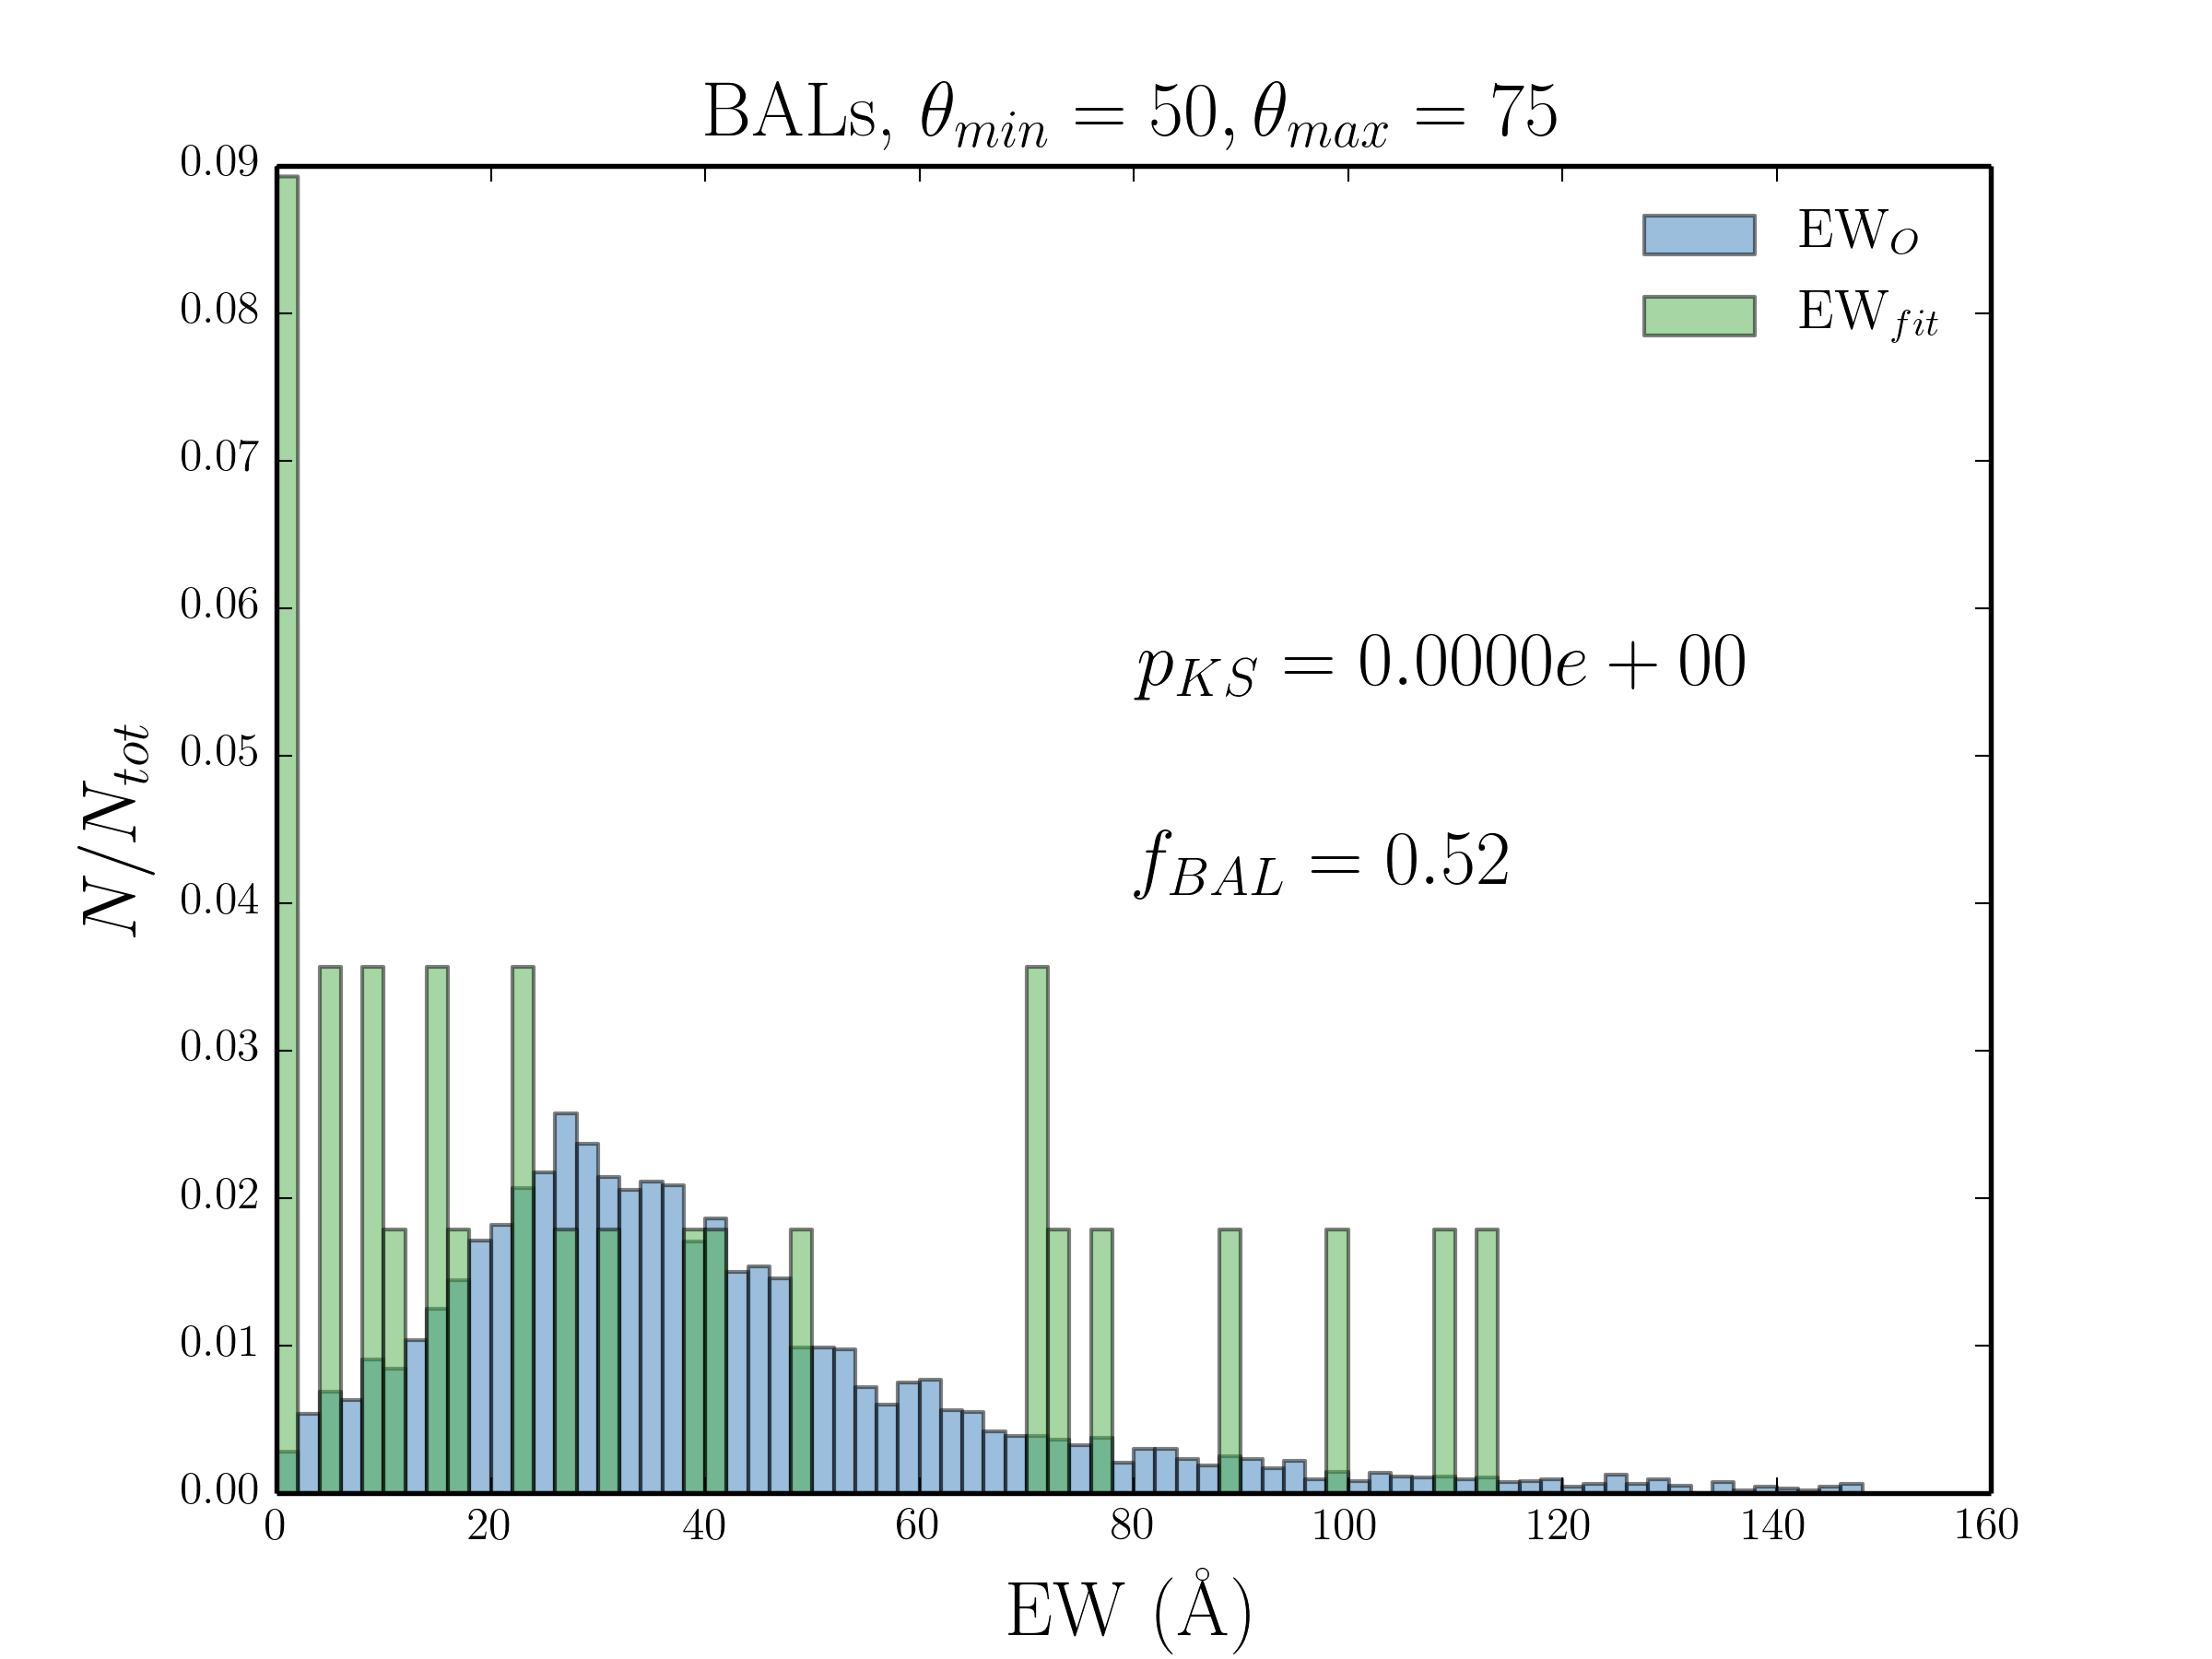 BALs, θ_min = 50, θ_max = 75
EW_O
EW_fit
p_KS = 0.0000e + 00
f_BAL = 0.52
N/N_tot
0.09
0.08
0.07
0.06
0.05
0.04
0.03
0.02
0.01
0.00
0 20 40 60 80 100 120 140 160
EW (Å)